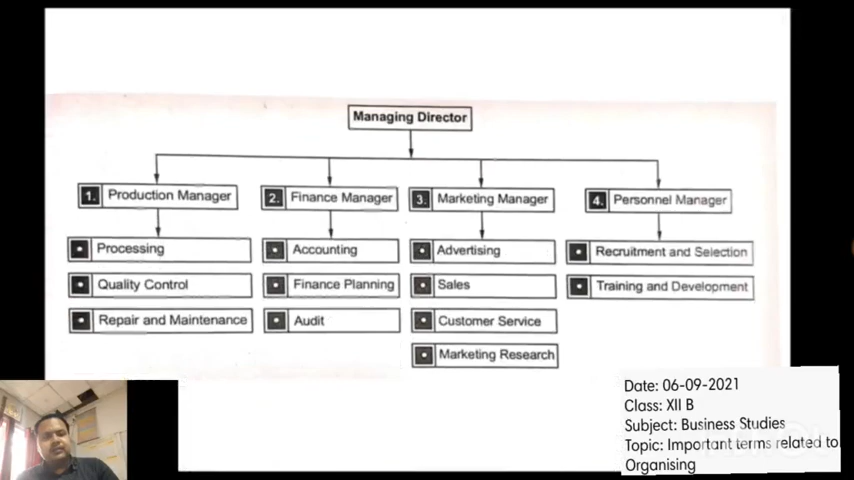 Managing Director
1. Production Manager
2. Finance Manager
3. Marketing Manager
4. Personnel Manager
Processing
Quality Control
Repair and Maintenance
Accounting
Finance Planning
Audit
Advertising
Sales
Customer Service
Marketing Research
Recruitment and Selection
Training and Development
Date: 06-09-2021
Class: XII B
Subject: Business Studies
Topic: Important terms related to
Organising